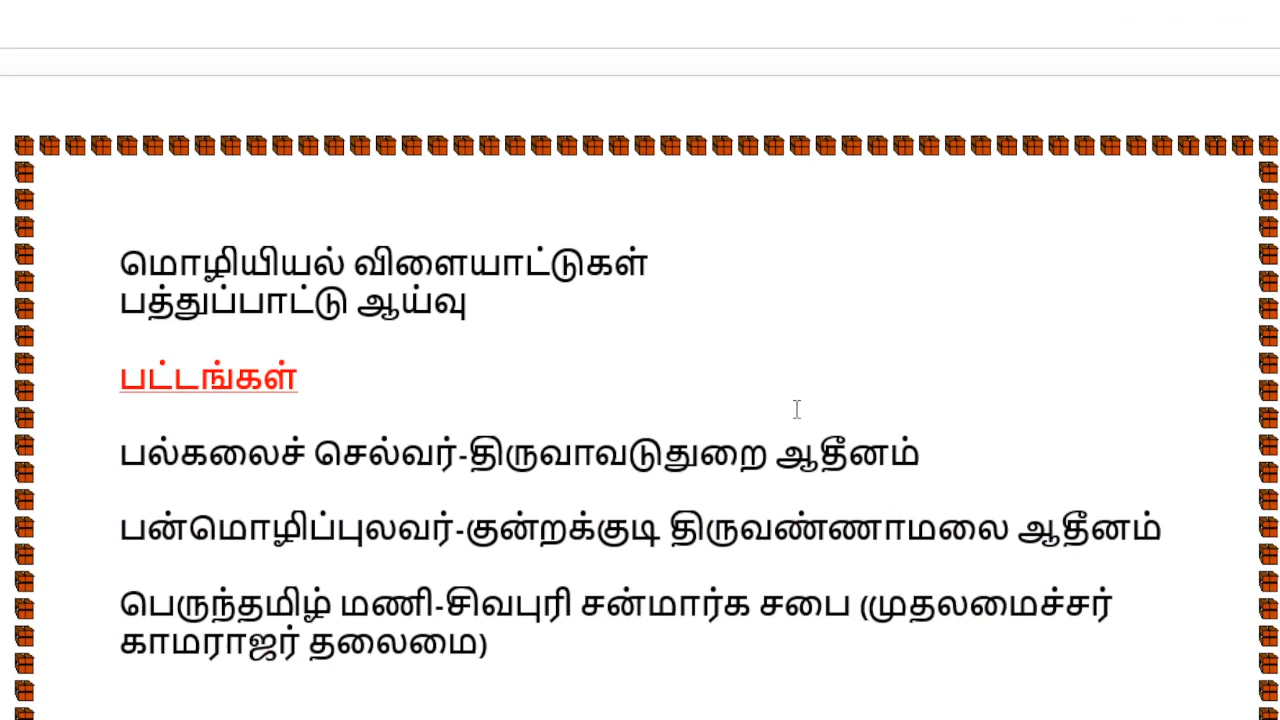 மொழியியல் விளையாட்டுகள்
பத்துப்பாட்டு ஆய்வு
பட்டங்கள்
பல்கலைச் செல்வர்-திருவாவடுதுறை ஆதீனம்
பன்மொழிப்புலவர்-குன்றக்குடி திருவண்ணாமலை ஆதீனம்
பெருந்தமிழ் மணி-சிவபுரி சன்மார்க சபை (முதலமைச்சர்
காமராஜர் தலைமை)